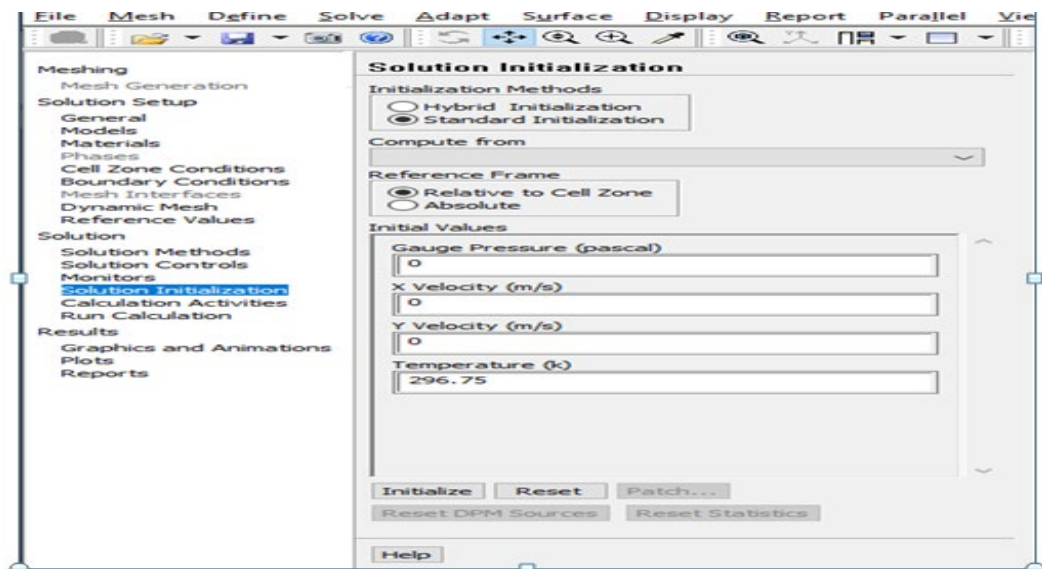 File Mesh Define Solve Adapt Surface Display Report Parallel Vie
Meshing
Mesh Generation
Solution Setup
General
Models
Materials
Phases
Cell Zone Conditions
Boundary Conditions
Mesh Interfaces
Dynamic Mesh
Reference Values
Solution
Solution Methods
Solution Controls
Monitors
Solution Initialization
Calculation Activities
Run Calculation
Results
Graphics and Animations
Plots
Reports
Solution Initialization
Initialization Methods
Hybrid Initialization
Standard Initialization
Compute from
Reference Frame
Relative to Cell Zone
Absolute
Initial Values
Gauge Pressure (pascal)
0
X Velocity (m/s)
0
Y Velocity (m/s)
0
Temperature (k)
296.75
Initialize Reset Patch...
Reset DPM Sources Reset Statistics
Help